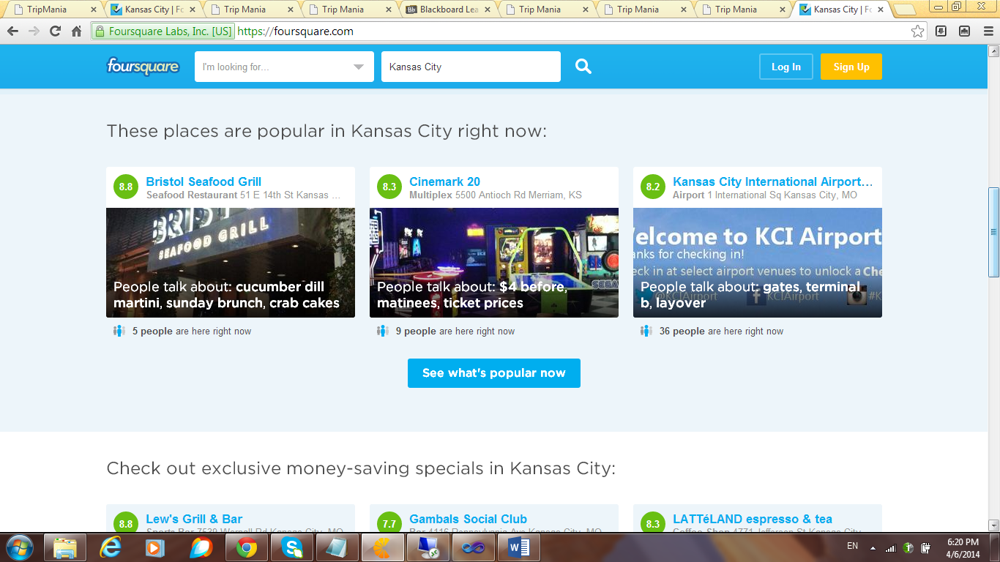 TripMania
Kansas City | Fo
Trip Mania
Trip Mania
Blackboard Lea
Trip Mania
Trip Mania
Trip Mania
Kansas City | Fo
Foursquare Labs, Inc. [US] https://foursquare.com
foursquare
I'm looking for...
Kansas City
Log In
Sign Up
These places are popular in Kansas City right now:
8.8 Bristol Seafood Grill
Seafood Restaurant 51 E 14th St Kansas ...
BRIST
SEAFOOD GRILL
People talk about: cucumber dill
martini, sunday brunch, crab cakes
5 people are here right now
8.3 Cinemark 20
Multiplex 5500 Antioch Rd Merriam, KS
SEGA
People talk about: $4 before,
matinees, ticket prices
9 people are here right now
8.2 Kansas City International Airport...
Airport 1 International Sq Kansas City, MO
Velcome to KCI Airport
anks for checking in!
eck in at select airport venues to unlock a Che
People talk about: gates, terminal
b, layover
@KCIAirport KCIAirport #K
36 people are here right now
See what's popular now
Check out exclusive money-saving specials in Kansas City:
8.8 Lew's Grill & Bar
Sports Bar 7539 Wornall Rd Kansas City, MO
7.7 Gambals Social Club
Bar 4116 Pennsylvania Ave Kansas City, MO
8.3 LATTéLAND espresso & tea
Coffee Shop 4771 Jefferson St Kansas City
EN
6:20 PM
4/6/2014